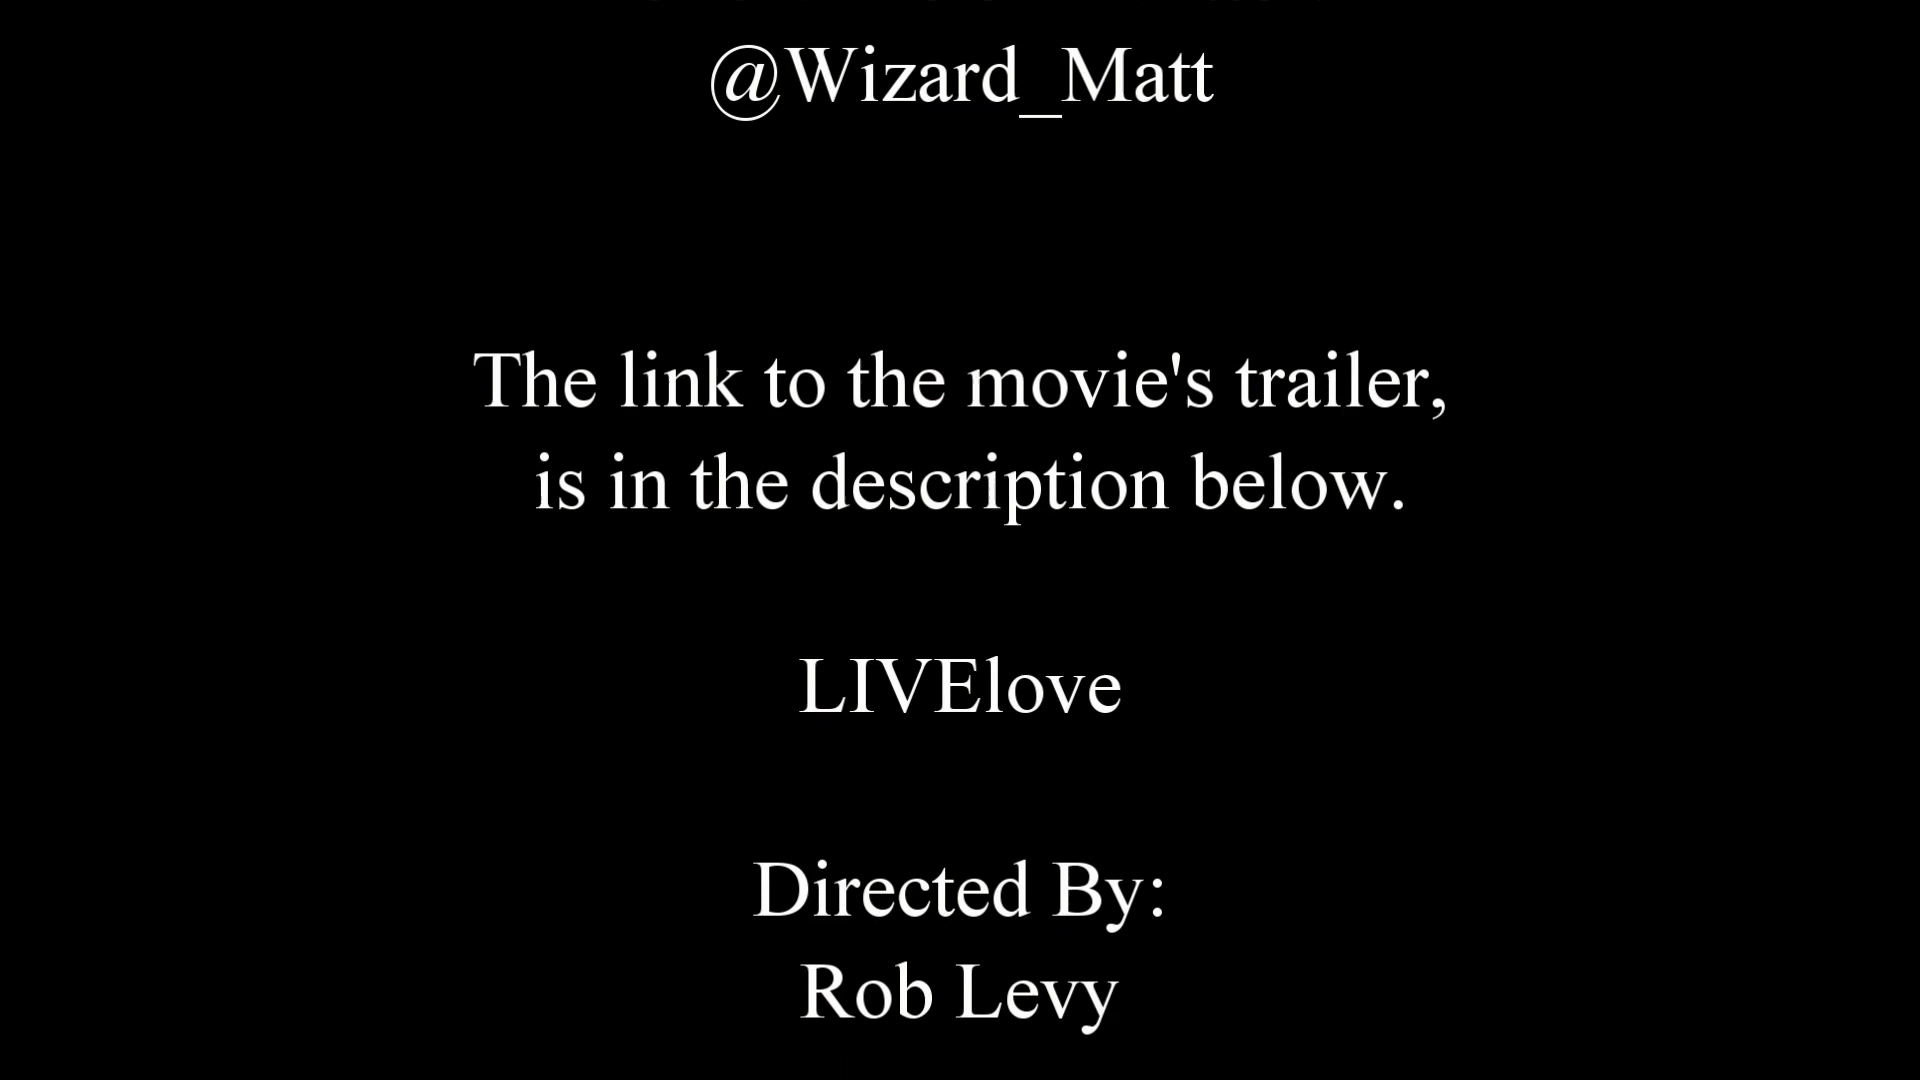 @Wizard_Matt
The link to the movie's trailer,
is in the description below.
LIVElove
Directed By:
Rob Levy